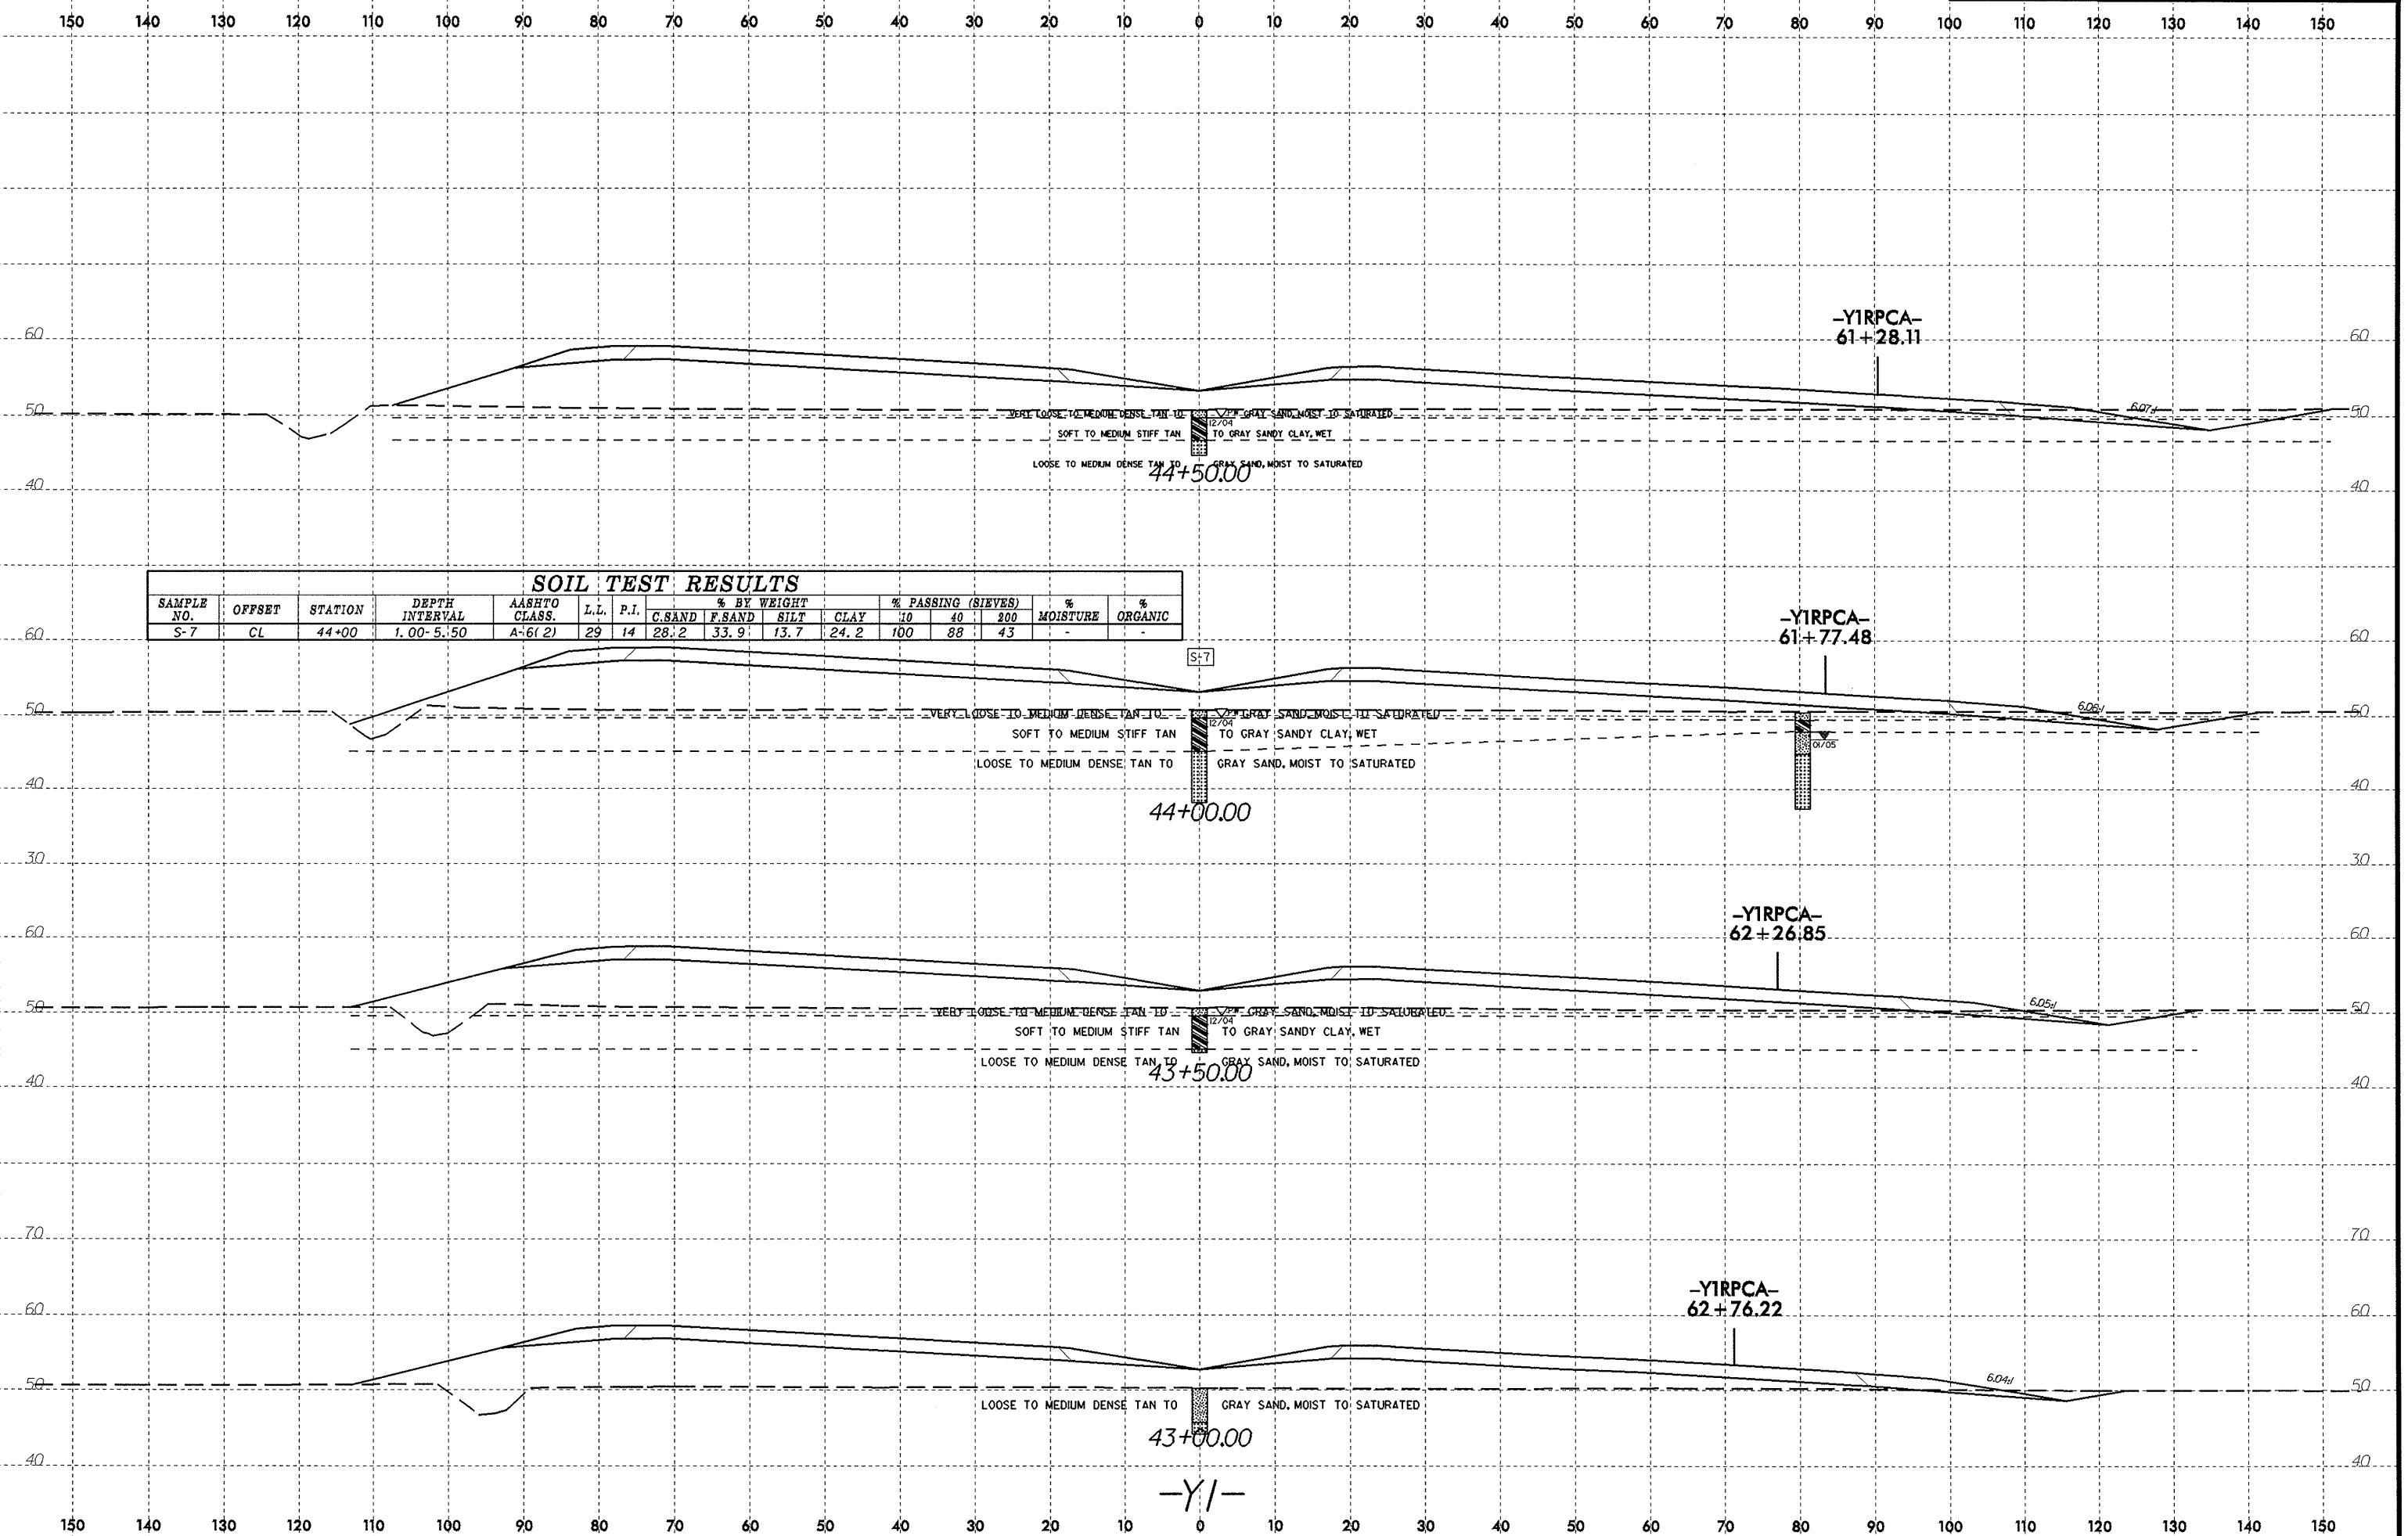 150 140 130 120 110 100 90 80 70 60 50 40 30 20 10 0 10 20 30 40 50 60 70 80 90 100 110 120 130 140 150
-Y1RPCA-
61+28.11
60 60
6.07:1
50 50
VERY LOOSE TO MEDIUM DENSE TAN TO GRAY SAND, MOIST TO SATURATED
12/04
SOFT TO MEDIUM STIFF TAN TO GRAY SANDY CLAY, WET
LOOSE TO MEDIUM DENSE TAN TO GRAY SAND, MOIST TO SATURATED
44+50.00
40 40
SOIL TEST RESULTS
SAMPLE NO. OFFSET STATION DEPTH INTERVAL AASHTO CLASS. L.L. P.I. % BY WEIGHT C.SAND F.SAND SILT CLAY % PASSING (SIEVES) 10 40 200 % MOISTURE % ORGANIC
S-7 CL 44+00 1.00-5.50 A-6(2) 29 14 28.2 33.9 13.7 24.2 100 88 43 - -
-Y1RPCA-
61+77.48
60 60
S-7
6.06:1
50 50
VERY LOOSE TO MEDIUM DENSE TAN TO GRAY SAND, MOIST TO SATURATED
12/04
SOFT TO MEDIUM STIFF TAN TO GRAY SANDY CLAY, WET
01/05
LOOSE TO MEDIUM DENSE TAN TO GRAY SAND, MOIST TO SATURATED
40 40
44+00.00
30 30
-Y1RPCA-
62+26.85
60 60
6.05:1
50 50
VERY LOOSE TO MEDIUM DENSE TAN TO GRAY SAND, MOIST TO SATURATED
12/04
SOFT TO MEDIUM STIFF TAN TO GRAY SANDY CLAY, WET
LOOSE TO MEDIUM DENSE TAN TO GRAY SAND, MOIST TO SATURATED
43+50.00
40 40
70 70
-Y1RPCA-
62+76.22
60 60
6.04:1
50 50
LOOSE TO MEDIUM DENSE TAN TO GRAY SAND, MOIST TO SATURATED
43+00.00
40 40
-Y1-
150 140 130 120 110 100 90 80 70 60 50 40 30 20 10 0 10 20 30 40 50 60 70 80 90 100 110 120 130 140 150